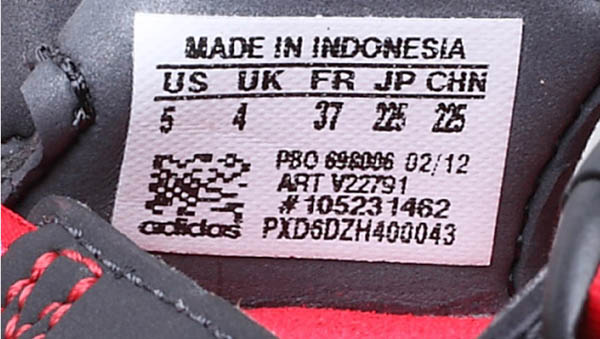 MADE IN INDONESIA
US UK FR JP CHN
5 4 37 225 225
PBO 698006 02/12
ART V22791
#105231462
adidas PXD6DZH400043